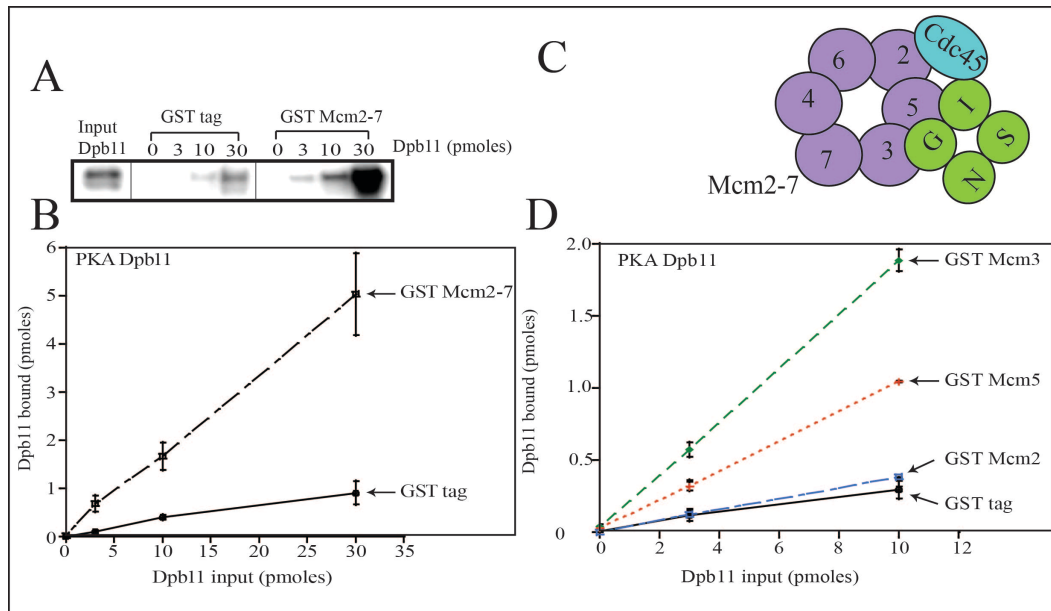 A
GST tag
GST Mcm2-7
Input
Dpb11
0 3 10 30
0 3 10 30
Dpb11 (pmoles)
B
PKA Dpb11
6
5
4
3
2
1
0
Dpb11 bound (pmoles)
GST Mcm2-7
GST tag
0 5 10 15 20 25 30 35
Dpb11 input (pmoles)
C
Cdc45
2
6
4
5
7
3
G
I
N
S
Mcm2-7
D
PKA Dpb11
2.0
1.5
1.0
0.5
0
Dpb11 bound (pmoles)
GST Mcm3
GST Mcm5
GST Mcm2
GST tag
0 2 4 6 8 10 12
Dpb11 input (pmoles)